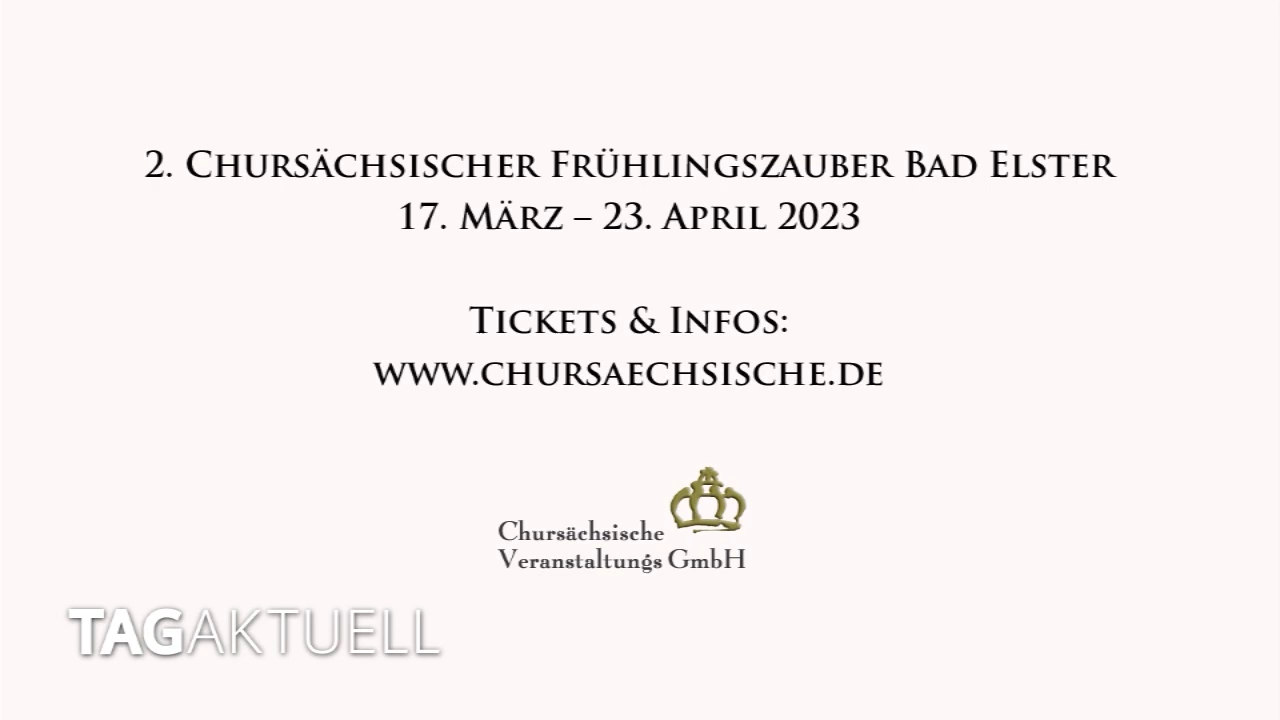 2. Chursächsischer Frühlingszauber Bad Elster
17. März – 23. April 2023
Tickets & Infos:
www.chursaechsische.de
Chursächsische
Veranstaltungs GmbH
TAGAKTUELL